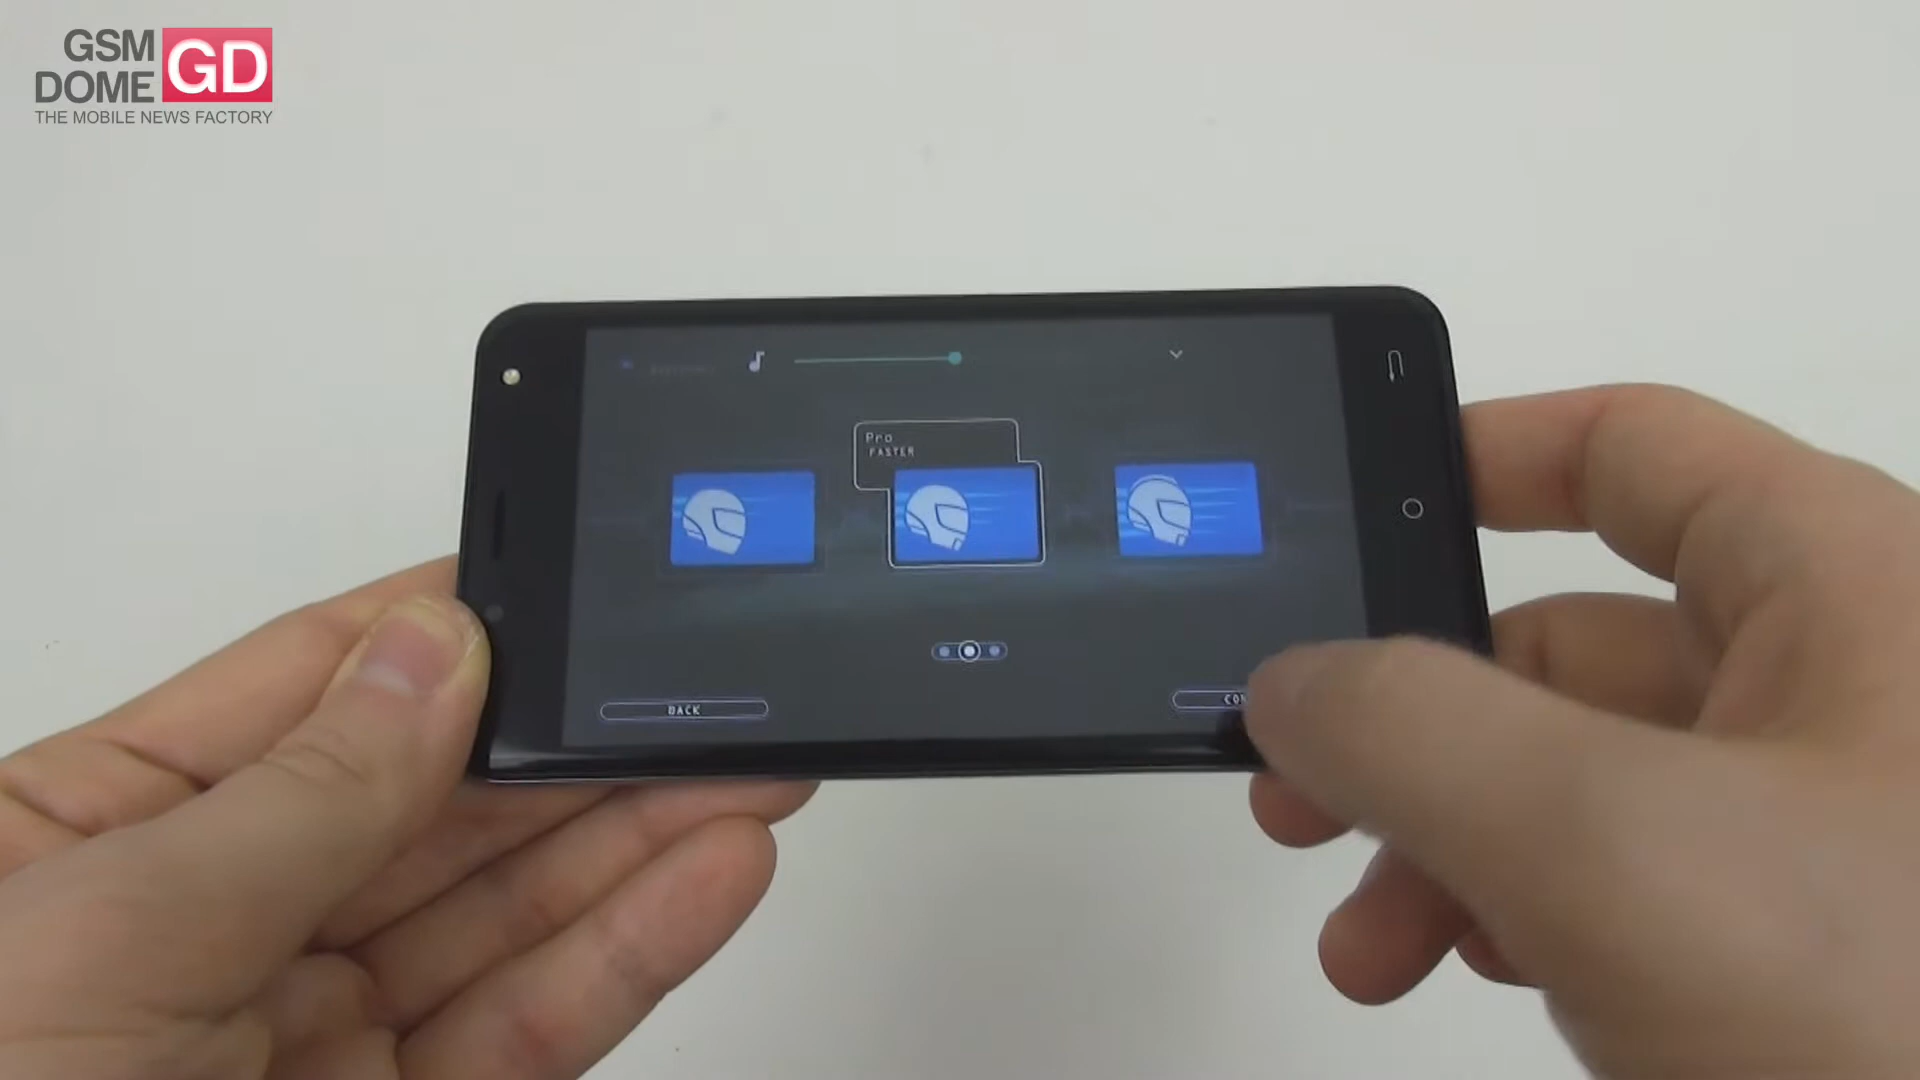 GSM
DOME
GD
THE MOBILE NEWS FACTORY
Pro
FASTER
BACK